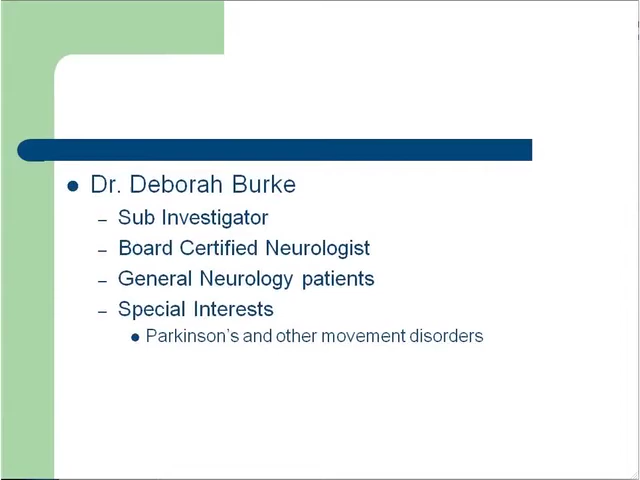 Dr. Deborah Burke
– Sub Investigator
– Board Certified Neurologist
– General Neurology patients
– Special Interests
Parkinson's and other movement disorders